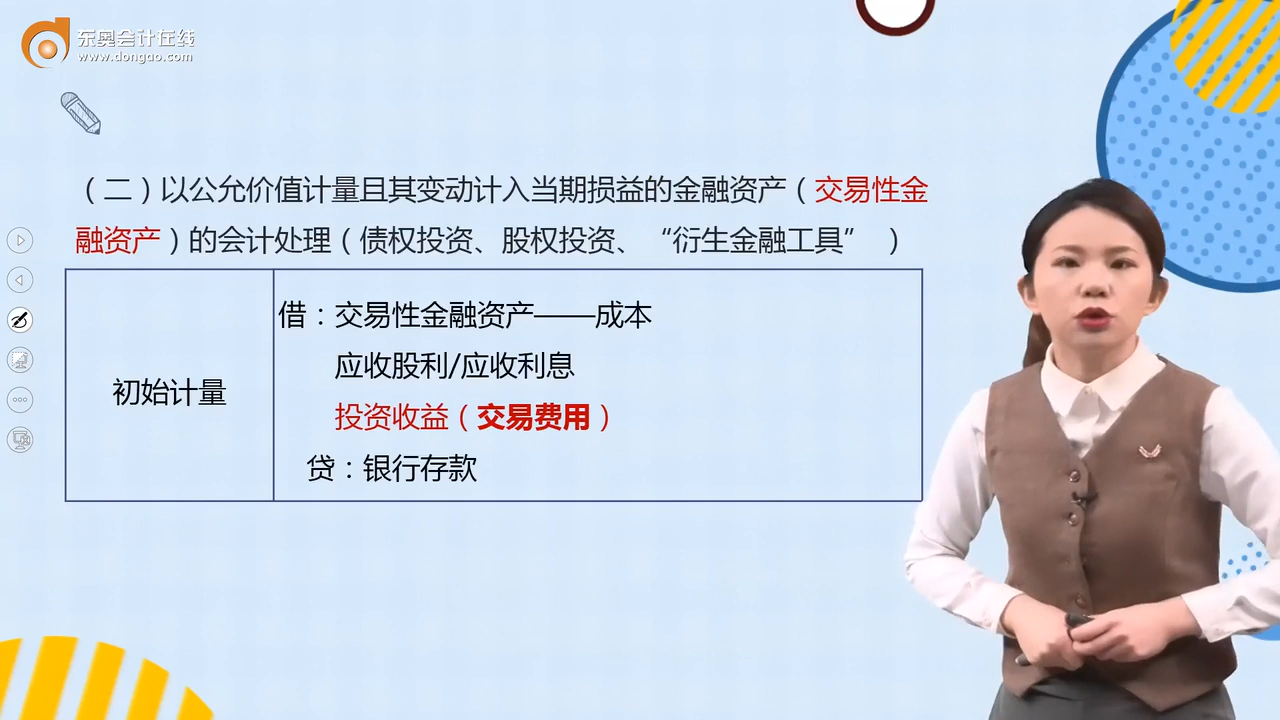 东奥会计在线
www.dongao.com
（二）以公允价值计量且其变动计入当期损益的金融资产（交易性金
融资产）的会计处理（债权投资、股权投资、“衍生金融工具” ）
初始计量
借：交易性金融资产——成本
应收股利/应收利息
投资收益（交易费用）
贷：银行存款